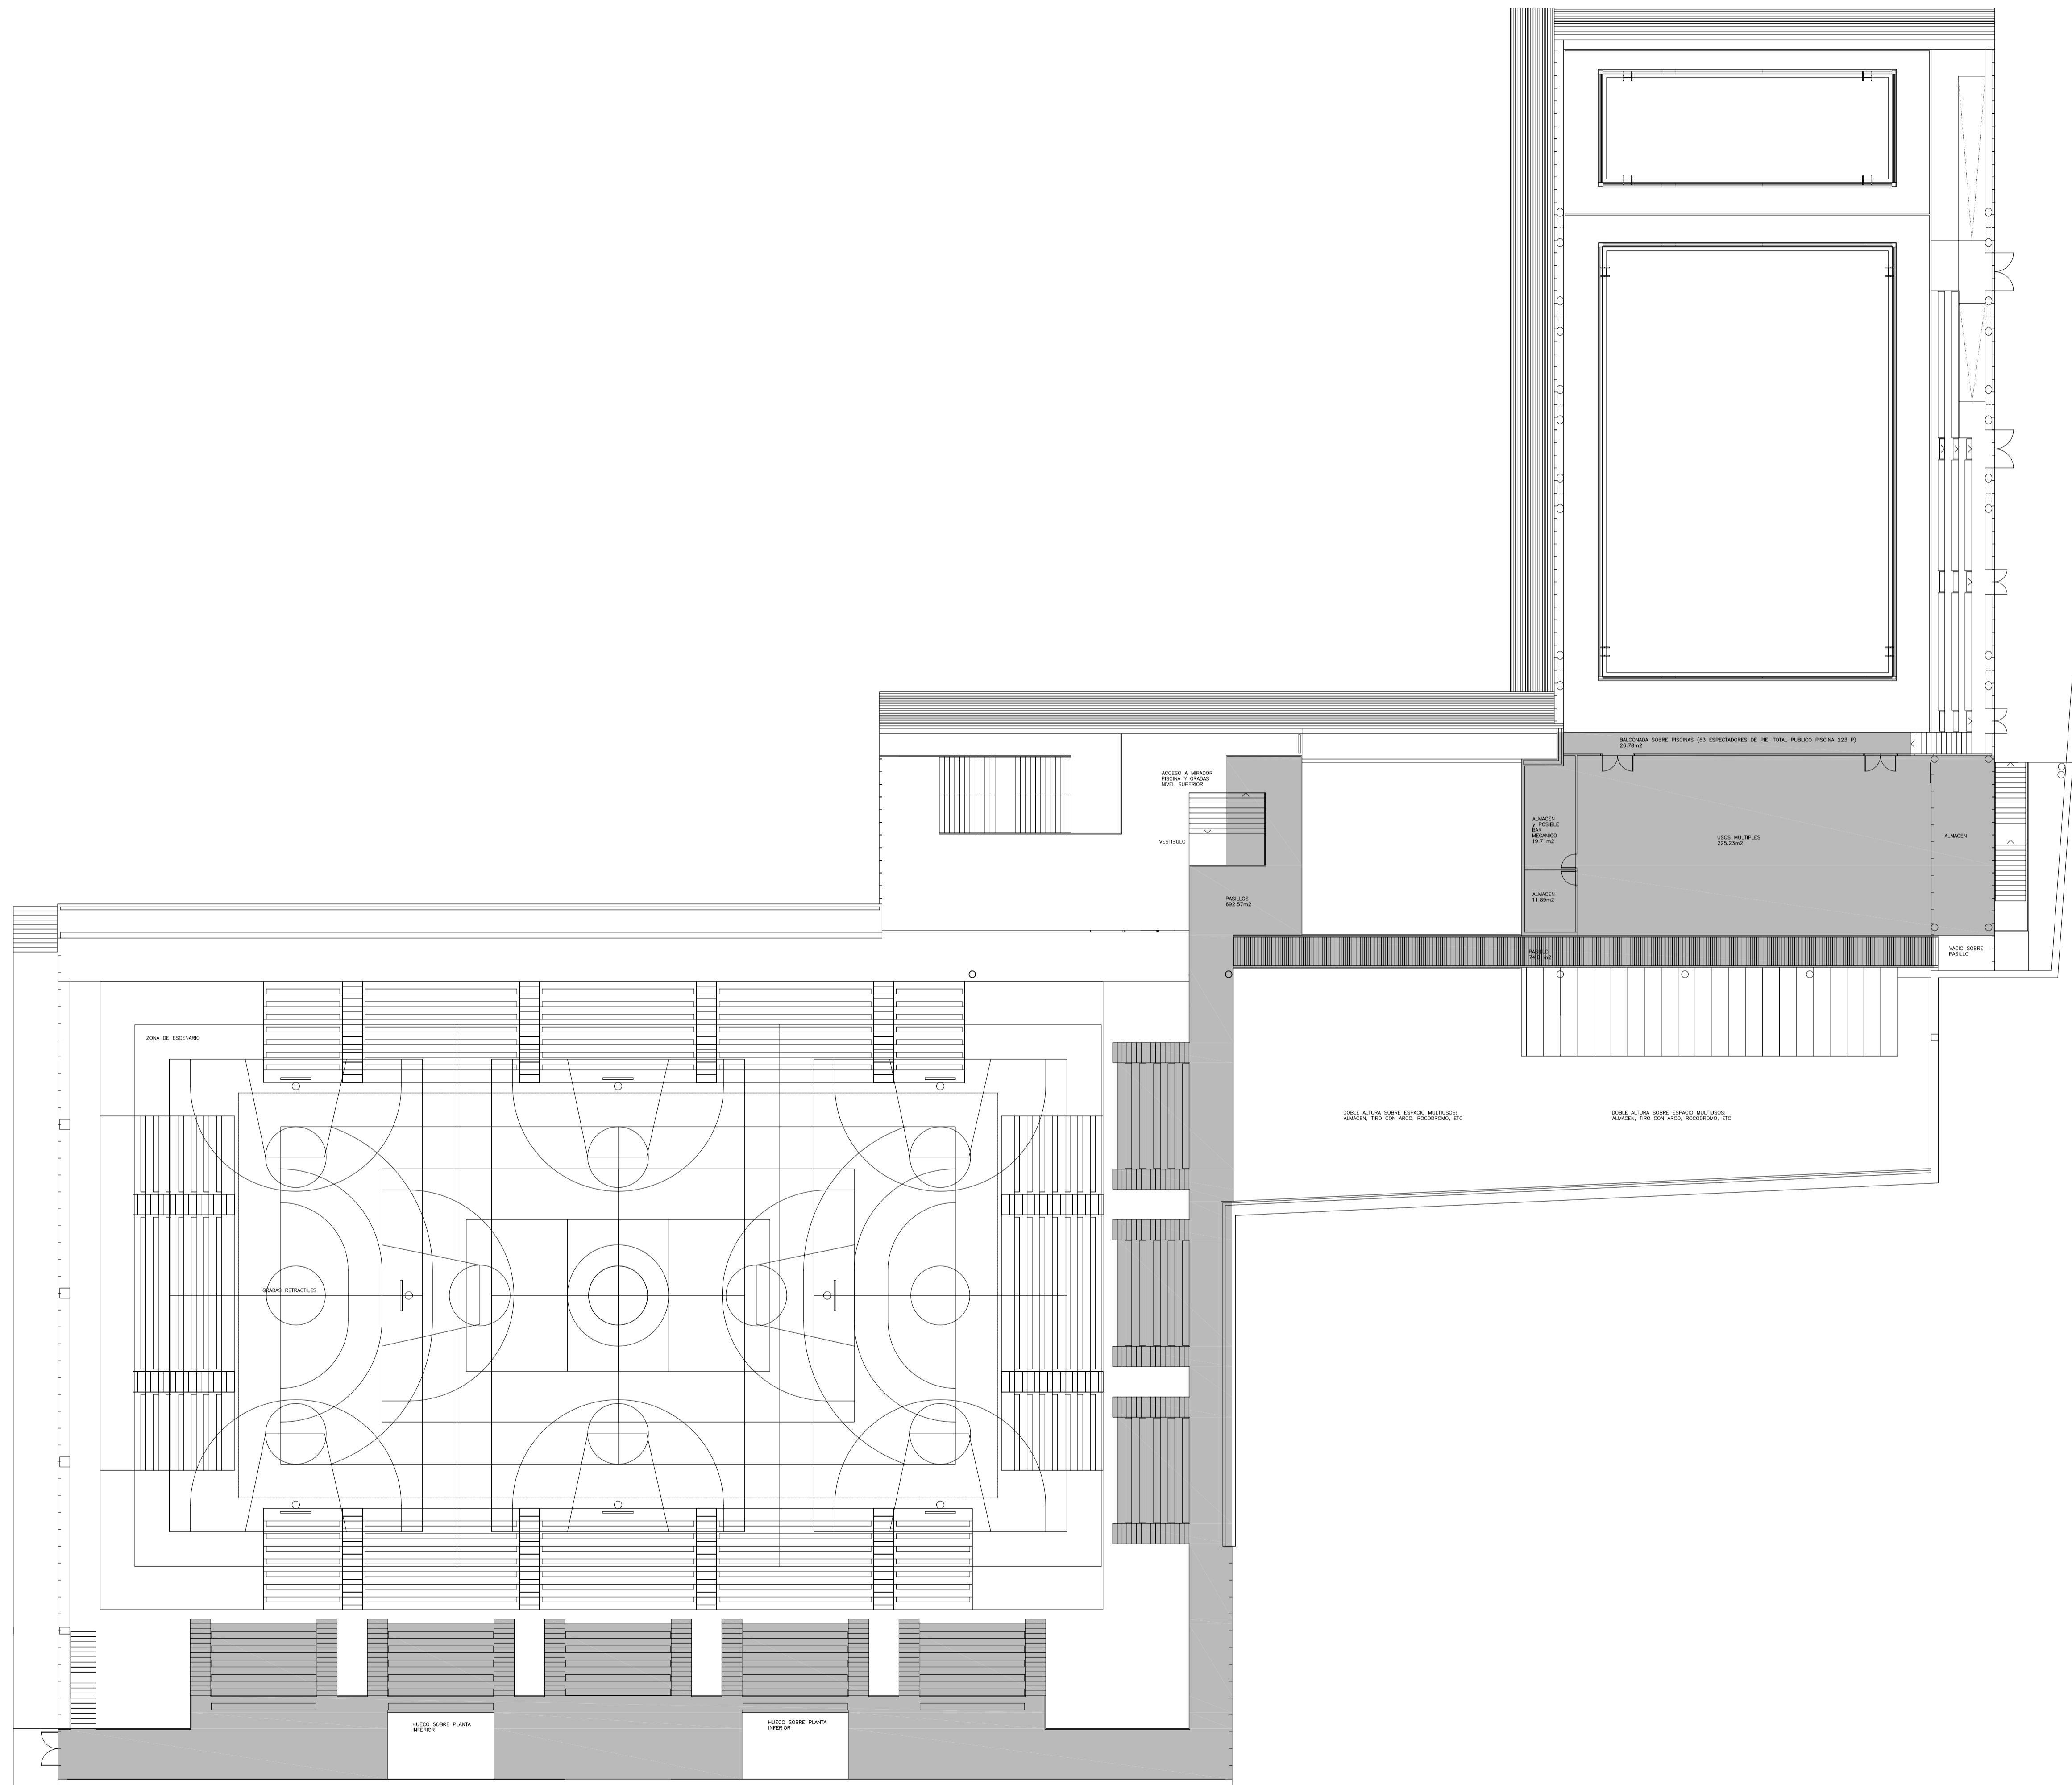 BALCONADA SOBRE PISCINAS (63 ESPECTADORES DE PIE. TOTAL PUBLICO PISCINA 223 P)
26.78m2
ACCESO A MIRADOR
PISCINA Y GRADAS
NIVEL SUPERIOR
VESTIBULO
ALMACEN
y POSIBLE
BAR
MECANICO
19.71m2
USOS MULTIPLES
225.23m2
ALMACEN
ALMACEN
11.89m2
PASILLOS
692.57m2
PASILLO
74.81m2
VACIO SOBRE
PASILLO
ZONA DE ESCENARIO
DOBLE ALTURA SOBRE ESPACIO MULTIUSOS:
ALMACEN, TIRO CON ARCO, ROCODROMO, ETC
DOBLE ALTURA SOBRE ESPACIO MULTIUSOS:
ALMACEN, TIRO CON ARCO, ROCODROMO, ETC
GRADAS RETRACTILES
HUECO SOBRE PLANTA
INFERIOR
HUECO SOBRE PLANTA
INFERIOR